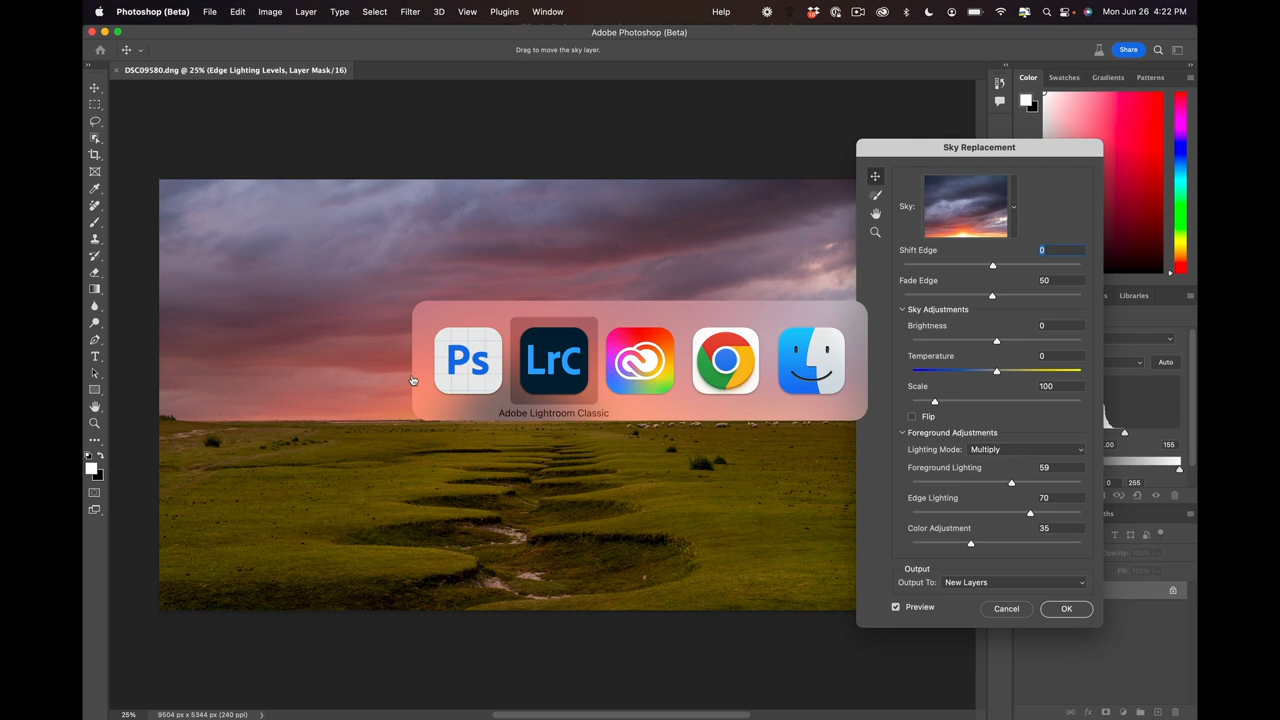 Photoshop (Beta) File Edit Image Layer Type Select Filter 3D View Plugins Window Help Mon Jun 26 4:22 PM
Adobe Photoshop (Beta)
Drag to move the sky layer.
Share
DSC09580.dng @ 25% (Edge Lighting Levels, Layer Mask/16)
Color Swatches Gradients Patterns
Sky Replacement
Sky:
Shift Edge 0
Fade Edge 50
Libraries
Sky Adjustments
Brightness 0
Temperature 0
Auto
Scale 100
Flip
Ps LrC
Adobe Lightroom Classic
Foreground Adjustments
Lighting Mode: Multiply
.00 155
Foreground Lighting 59
0 255
Edge Lighting 70
Color Adjustment 35
Opacity: 100%
Output
Fill: 100%
Output To: New Layers
Preview Cancel OK
25% 9504 px x 5344 px (240 ppi)